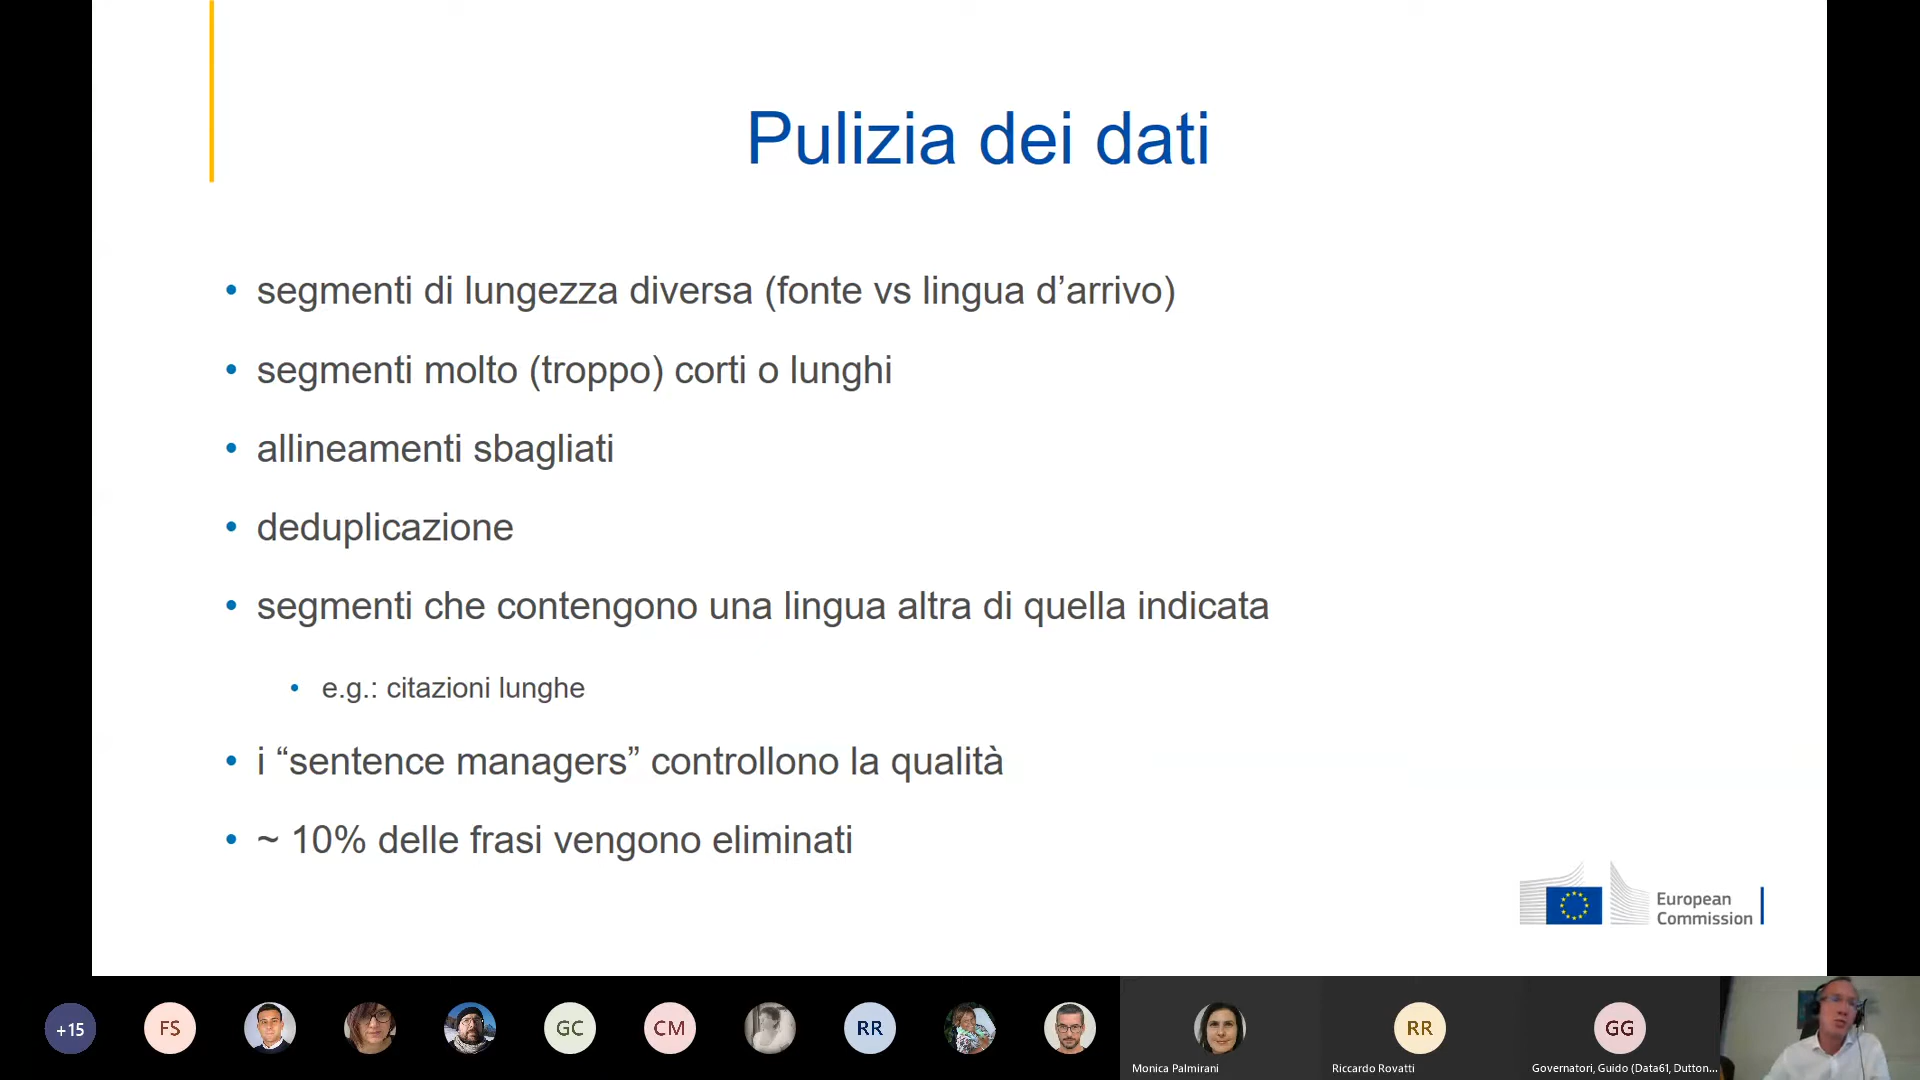 Pulizia dei dati
• segmenti di lungezza diversa (fonte vs lingua d’arrivo)
• segmenti molto (troppo) corti o lunghi
• allineamenti sbagliati
• deduplicazione
• segmenti che contengono una lingua altra di quella indicata
• e.g.: citazioni lunghe
• i “sentence managers” controllono la qualità
• ~ 10% delle frasi vengono eliminati
European
Commission
+15
FS
GC
CM
RR
RR
GG
Monica Palmirani
Riccardo Rovatti
Governatori, Guido (Data61, Dutton...